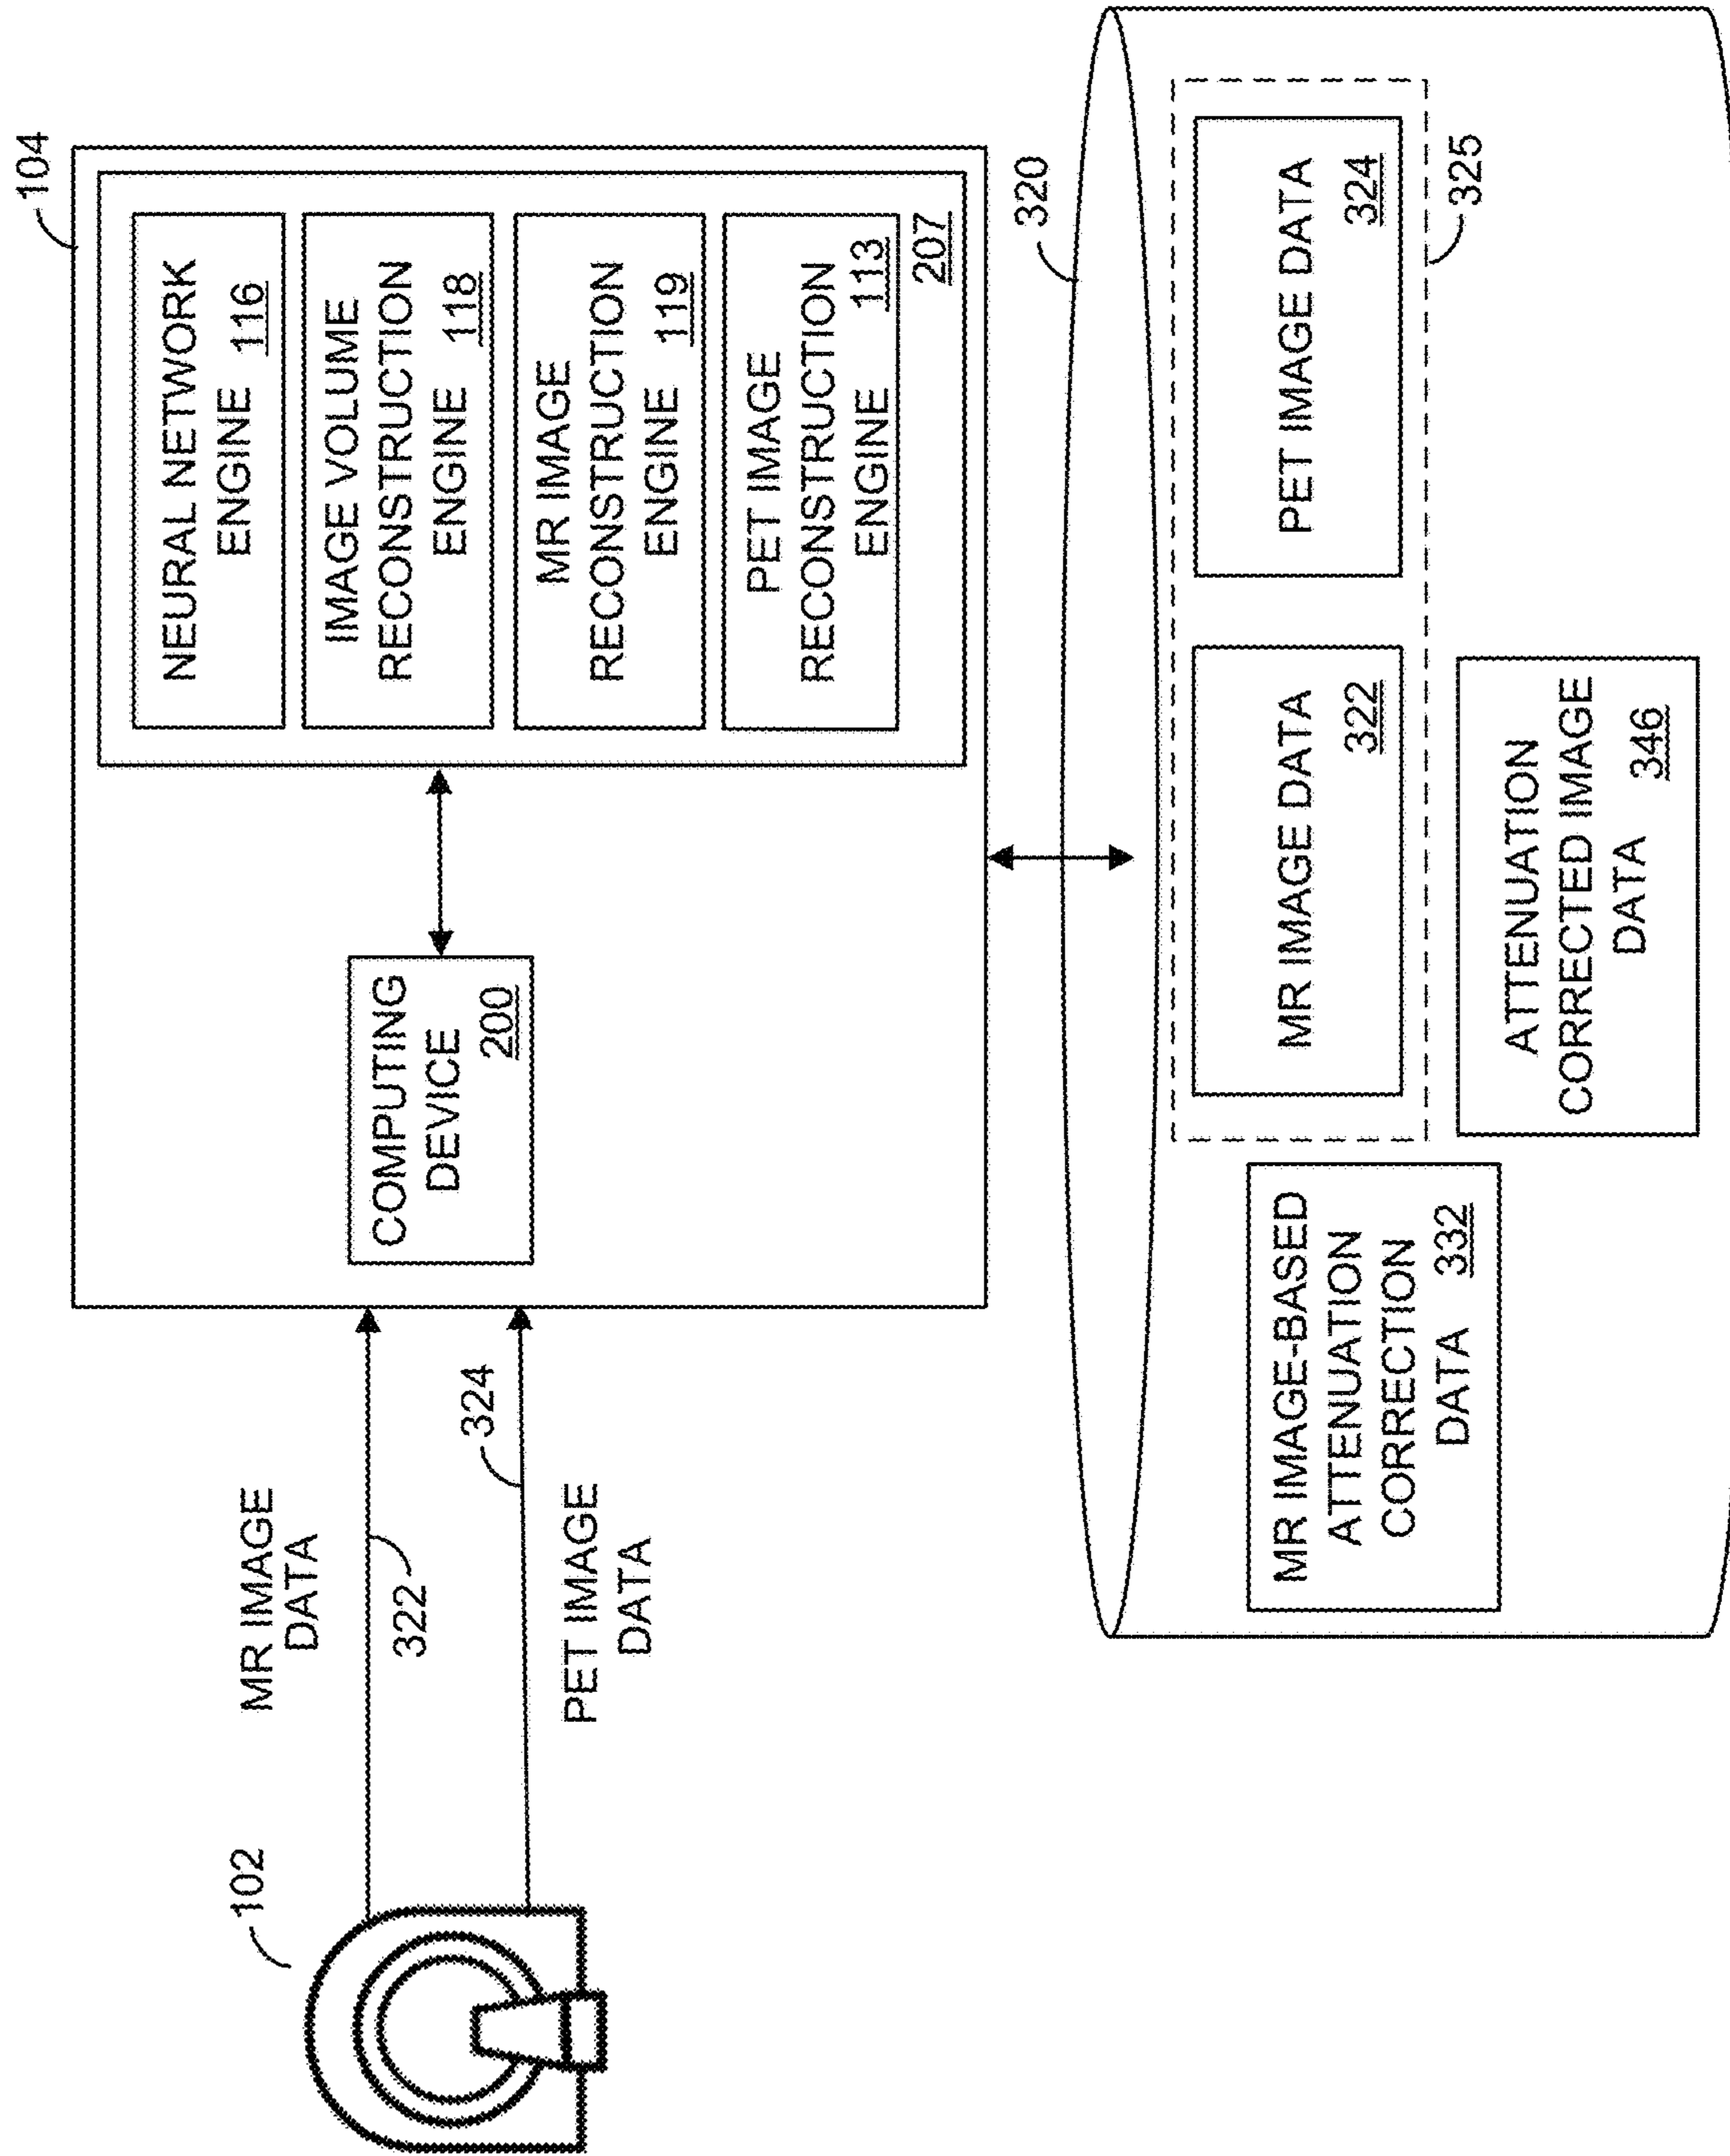 102
MR IMAGE
DATA
322
324
PET IMAGE
DATA
104
COMPUTING
DEVICE
200
NEURAL NETWORK
ENGINE 116
IMAGE VOLUME
RECONSTRUCTION
ENGINE 118
MR IMAGE
RECONSTRUCTION
ENGINE 119
PET IMAGE
RECONSTRUCTION
ENGINE 113
207
320
MR IMAGE DATA
322
PET IMAGE DATA
324
325
MR IMAGE-BASED
ATTENUATION
CORRECTION
DATA 332
ATTENUATION
CORRECTED IMAGE
DATA 346